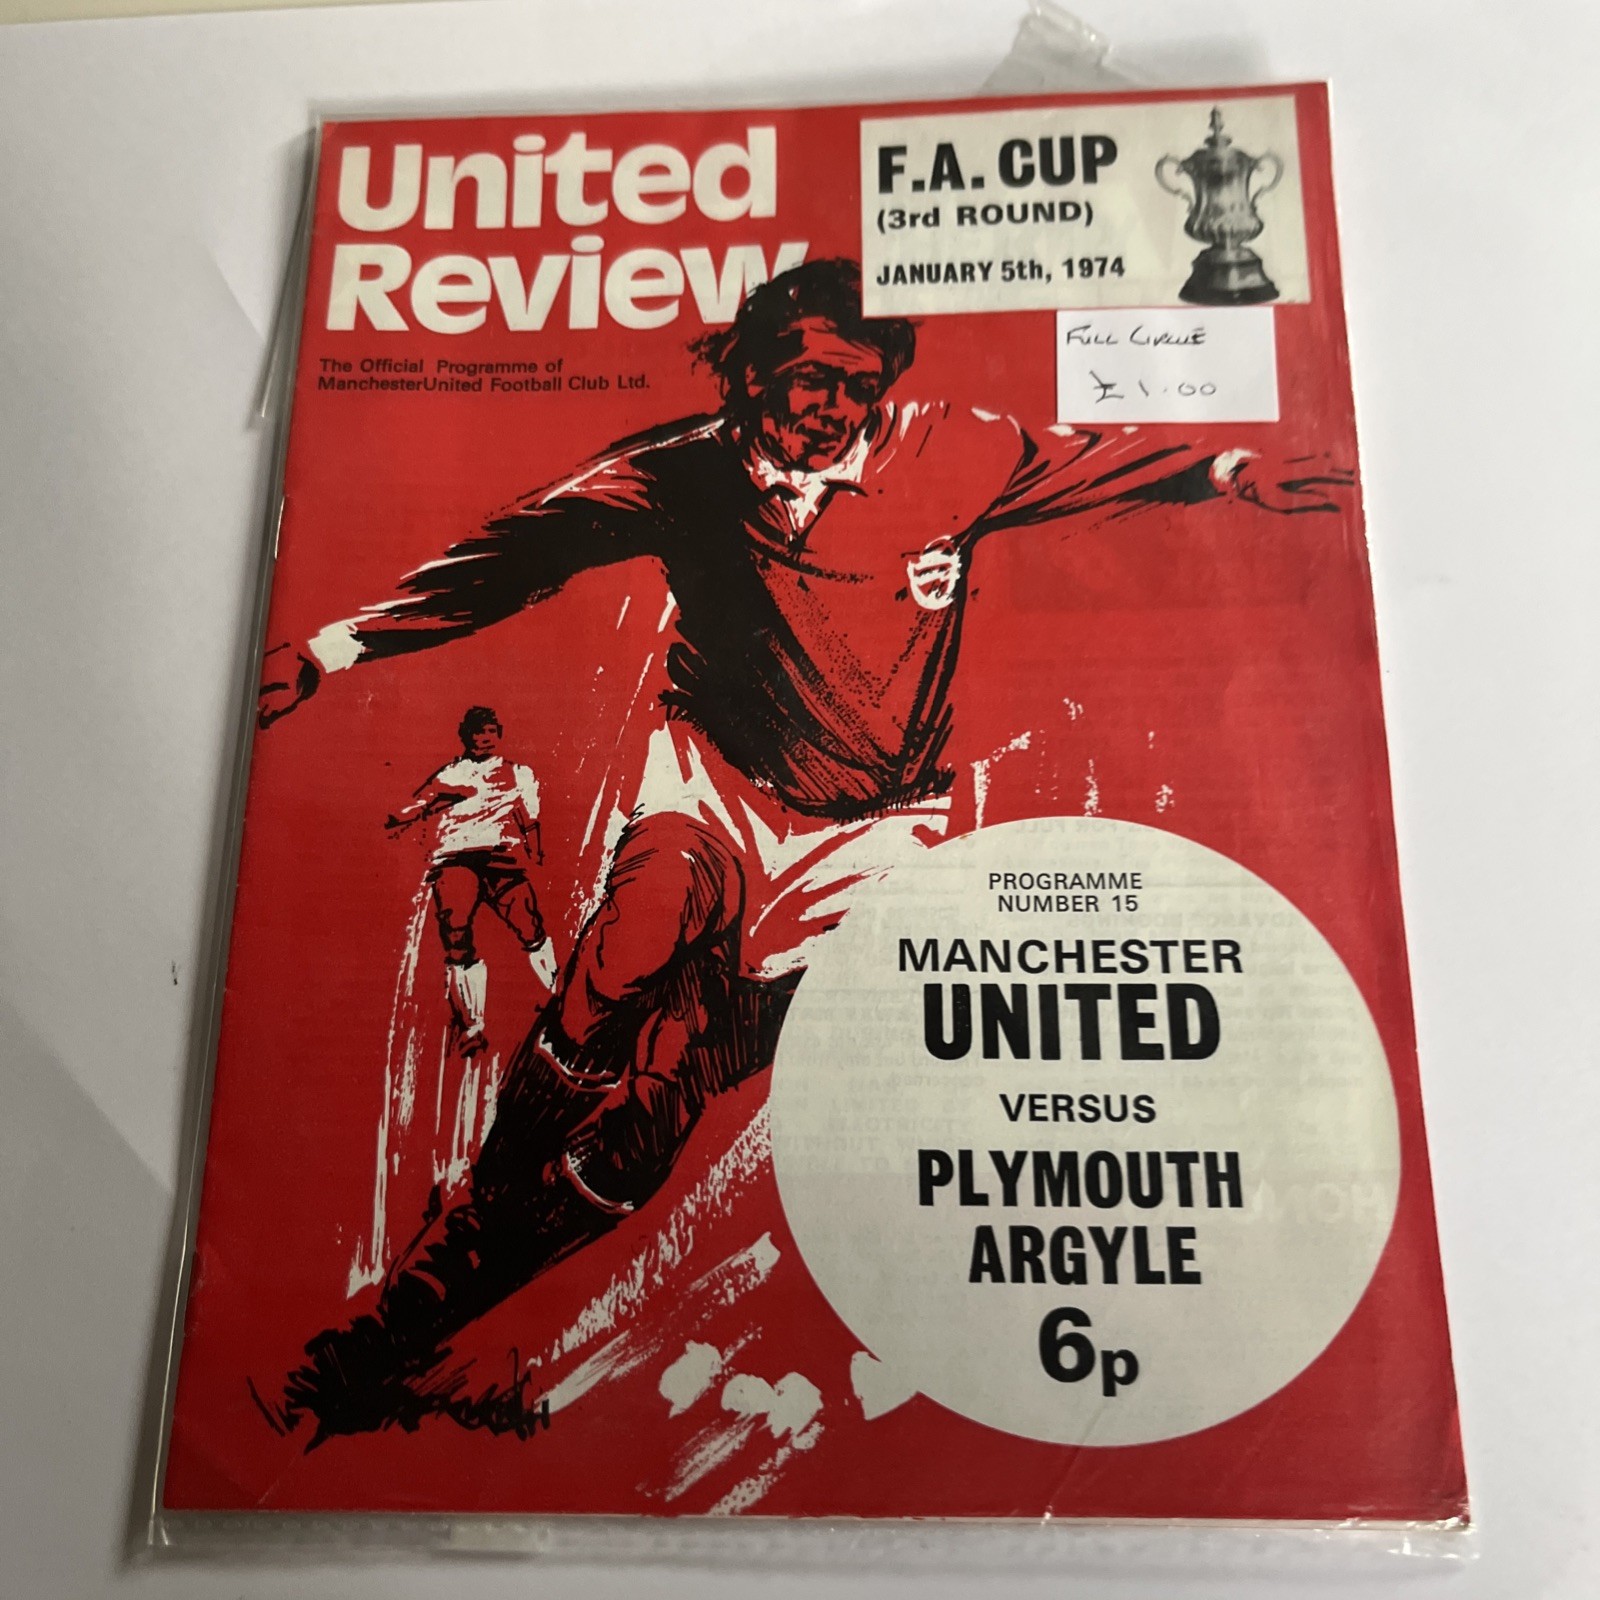 United
Review
The Official Programme of
ManchesterUnited Football Club Ltd.
F.A. CUP
(3rd ROUND)
JANUARY 5th, 1974
FULL CIRCLE
£1.00
PROGRAMME
NUMBER 15
MANCHESTER
UNITED
VERSUS
PLYMOUTH
ARGYLE
6p